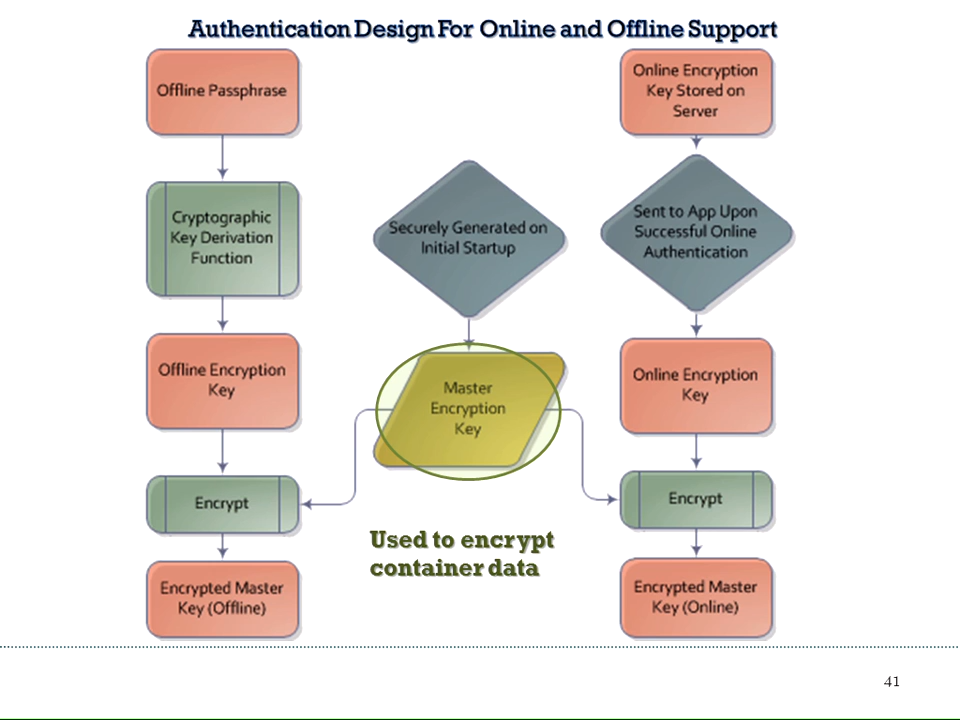 Authentication Design For Online and Offline Support
Offline Passphrase
Cryptographic
Key Derivation
Function
Offline Encryption
Key
Encrypt
Encrypted Master
Key (Offline)
Securely Generated on
Initial Startup
Master
Encryption
Key
Used to encrypt
container data
Online Encryption
Key Stored on
Server
Sent to App Upon
Successful Online
Authentication
Online Encryption
Key
Encrypt
Encrypted Master
Key (Online)
41